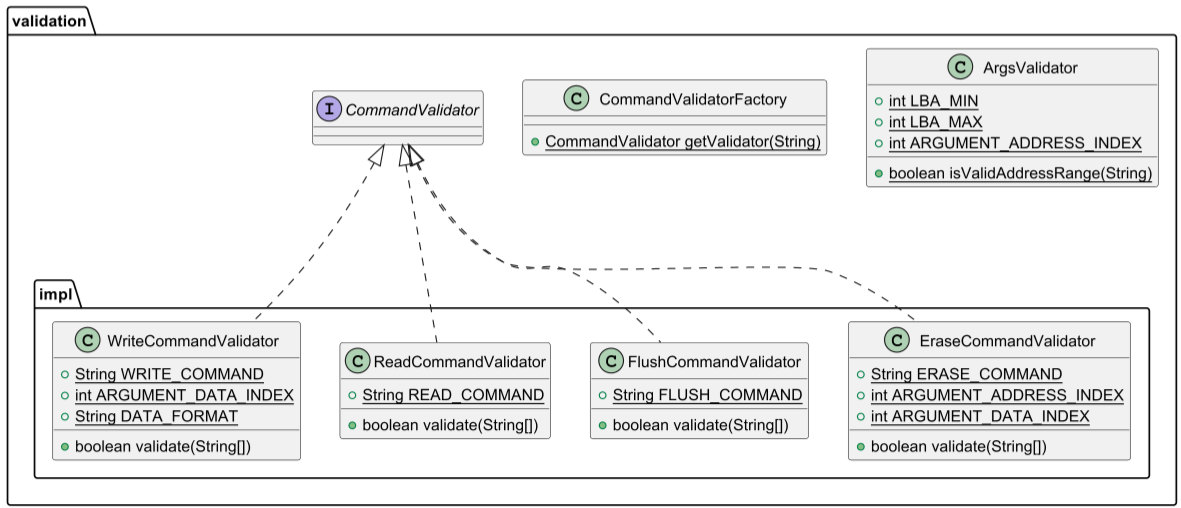 validation
I CommandValidator
C CommandValidatorFactory
CommandValidator getValidator(String)
C ArgsValidator
int LBA_MIN
int LBA_MAX
int ARGUMENT_ADDRESS_INDEX
boolean isValidAddressRange(String)
impl
C WriteCommandValidator
String WRITE_COMMAND
int ARGUMENT_DATA_INDEX
String DATA_FORMAT
boolean validate(String[])
C ReadCommandValidator
String READ_COMMAND
boolean validate(String[])
C FlushCommandValidator
String FLUSH_COMMAND
boolean validate(String[])
C EraseCommandValidator
String ERASE_COMMAND
int ARGUMENT_ADDRESS_INDEX
int ARGUMENT_DATA_INDEX
boolean validate(String[])